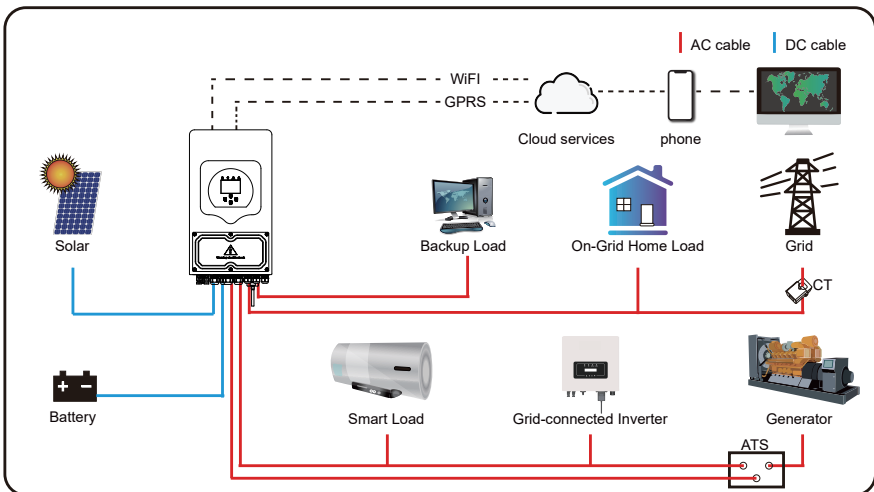 AC cable
DC cable
WiFI
GPRS
Cloud services
phone
Solar
Backup Load
On-Grid Home Load
Grid
CT
Battery
Smart Load
Grid-connected Inverter
Generator
ATS